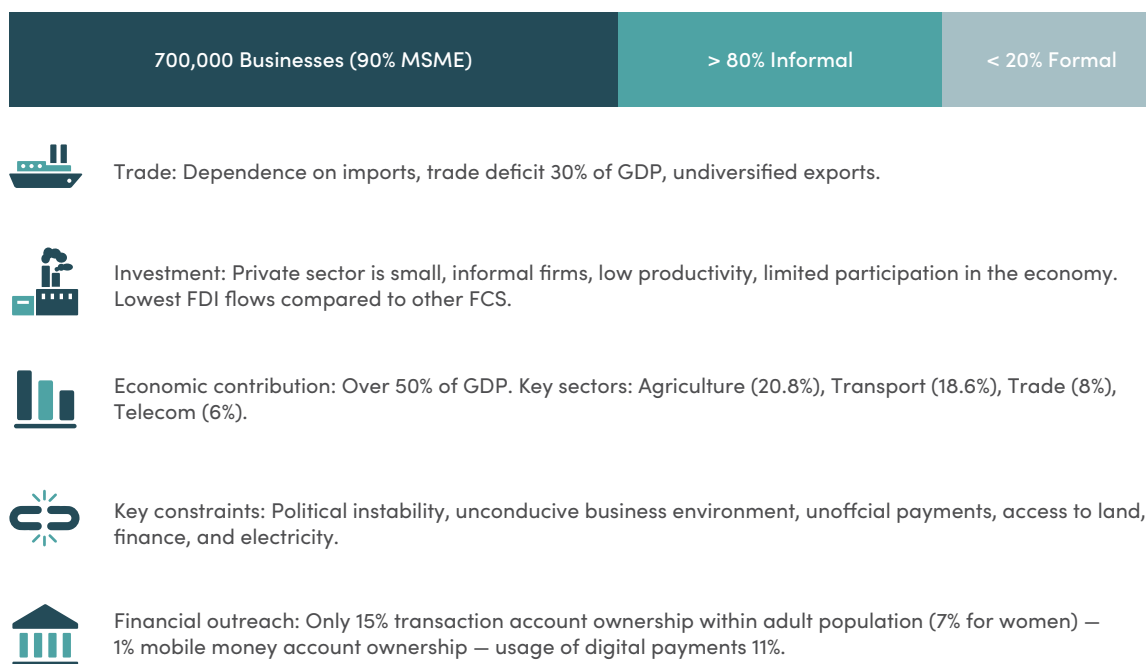 700,000 Businesses (90% MSME)
> 80% Informal
< 20% Formal
Trade: Dependence on imports, trade deficit 30% of GDP, undiversified exports.
Investment: Private sector is small, informal firms, low productivity, limited participation in the economy.
Lowest FDI flows compared to other FCS.
Economic contribution: Over 50% of GDP. Key sectors: Agriculture (20.8%), Transport (18.6%), Trade (8%),
Telecom (6%).
Key constraints: Political instability, unconducive business environment, unoffcial payments, access to land,
finance, and electricity.
Financial outreach: Only 15% transaction account ownership within adult population (7% for women) —
1% mobile money account ownership — usage of digital payments 11%.